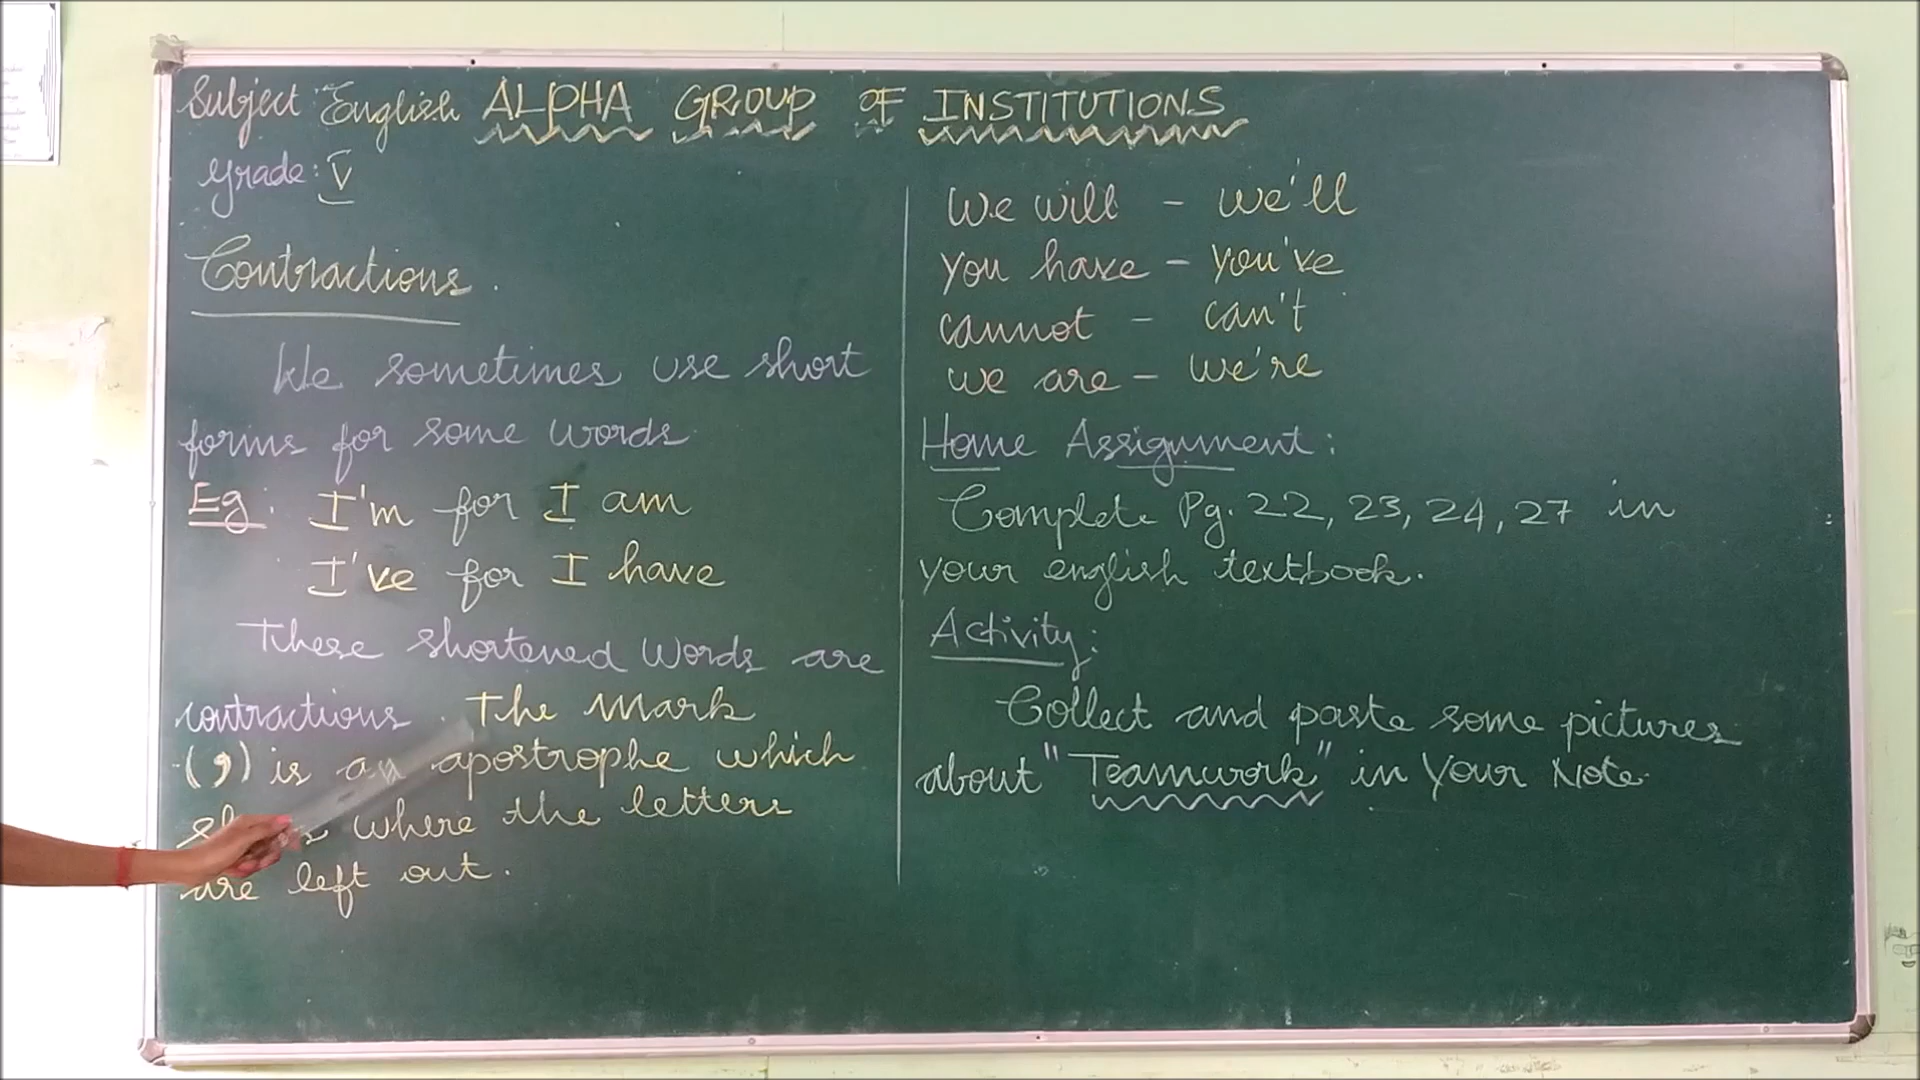 Subject: English ALPHA GROUP OF INSTITUTIONS
Grade: V
Contractions.
We sometimes use short
forms for some words
Eg: I'm for I am
I've for I have
These shortened words are
contractions. The mark
(,) is an apostrophe which
where the letters
are left out.
We will - we'll
you have - you've
cannot - can't
we are - we're
Home Assignment:
Complete Pg. 22, 23, 24, 27 in
your english textbook.
Activity:
Collect and paste some pictures
about "Teamwork" in your Note.